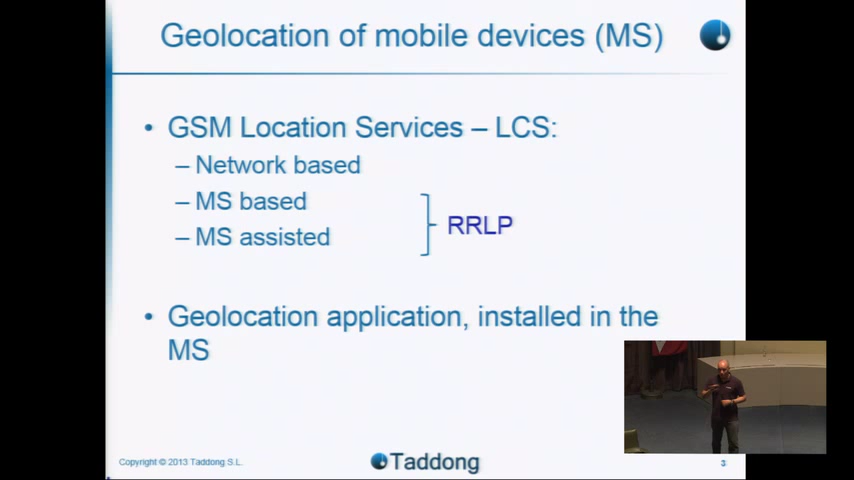 Geolocation of mobile devices (MS)
• GSM Location Services – LCS:
– Network based
– MS based
– MS assisted
RRLP
• Geolocation application, installed in the
MS
Copyright © 2013 Taddong S.L.
Taddong
3